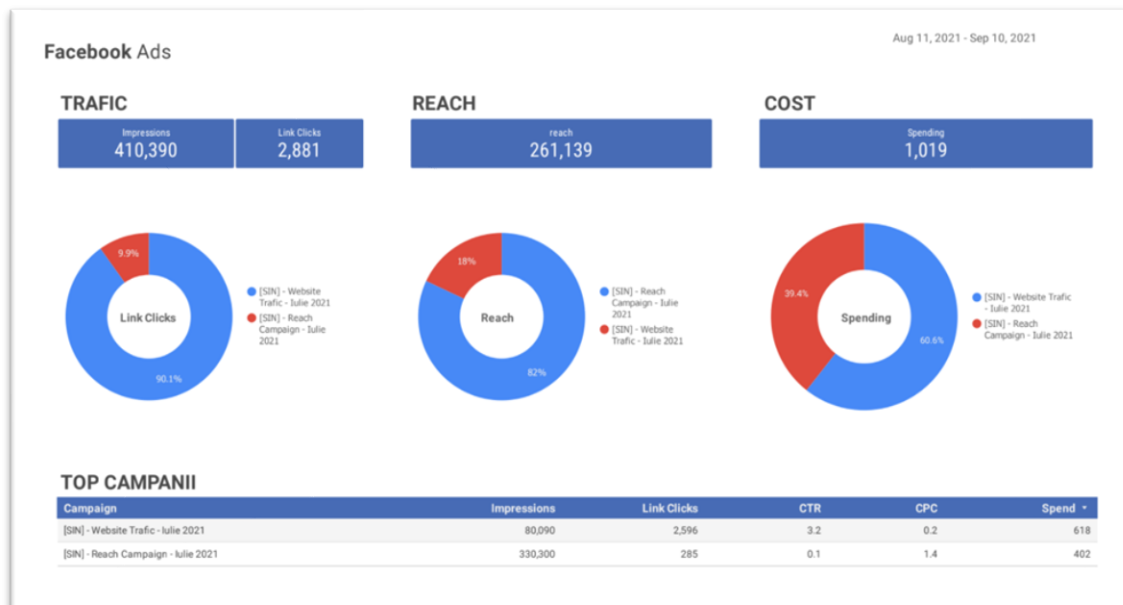 Facebook Ads
Aug 11, 2021 - Sep 10, 2021
TRAFIC
Impressions
410,390
Link Clicks
2,881
REACH
reach
261,139
COST
Spending
1,019
9.9%
Link Clicks
90.1%
[SIN] - Website
Trafic - Iulie 2021
[SIN] - Reach
Campaign - Iulie
2021
18%
Reach
82%
[SIN] - Reach
Campaign - Iulie
2021
[SIN] - Website
Trafic - Iulie 2021
39.4%
Spending
60.6%
[SIN] - Website Trafic
- Iulie 2021
[SIN] - Reach
Campaign - Iulie 2021
TOP CAMPANII
Campaign Impressions Link Clicks CTR CPC Spend
[SIN] - Website Trafic - Iulie 2021 80,090 2,596 3.2 0.2 618
[SIN] - Reach Campaign - Iulie 2021 330,300 285 0.1 1.4 402